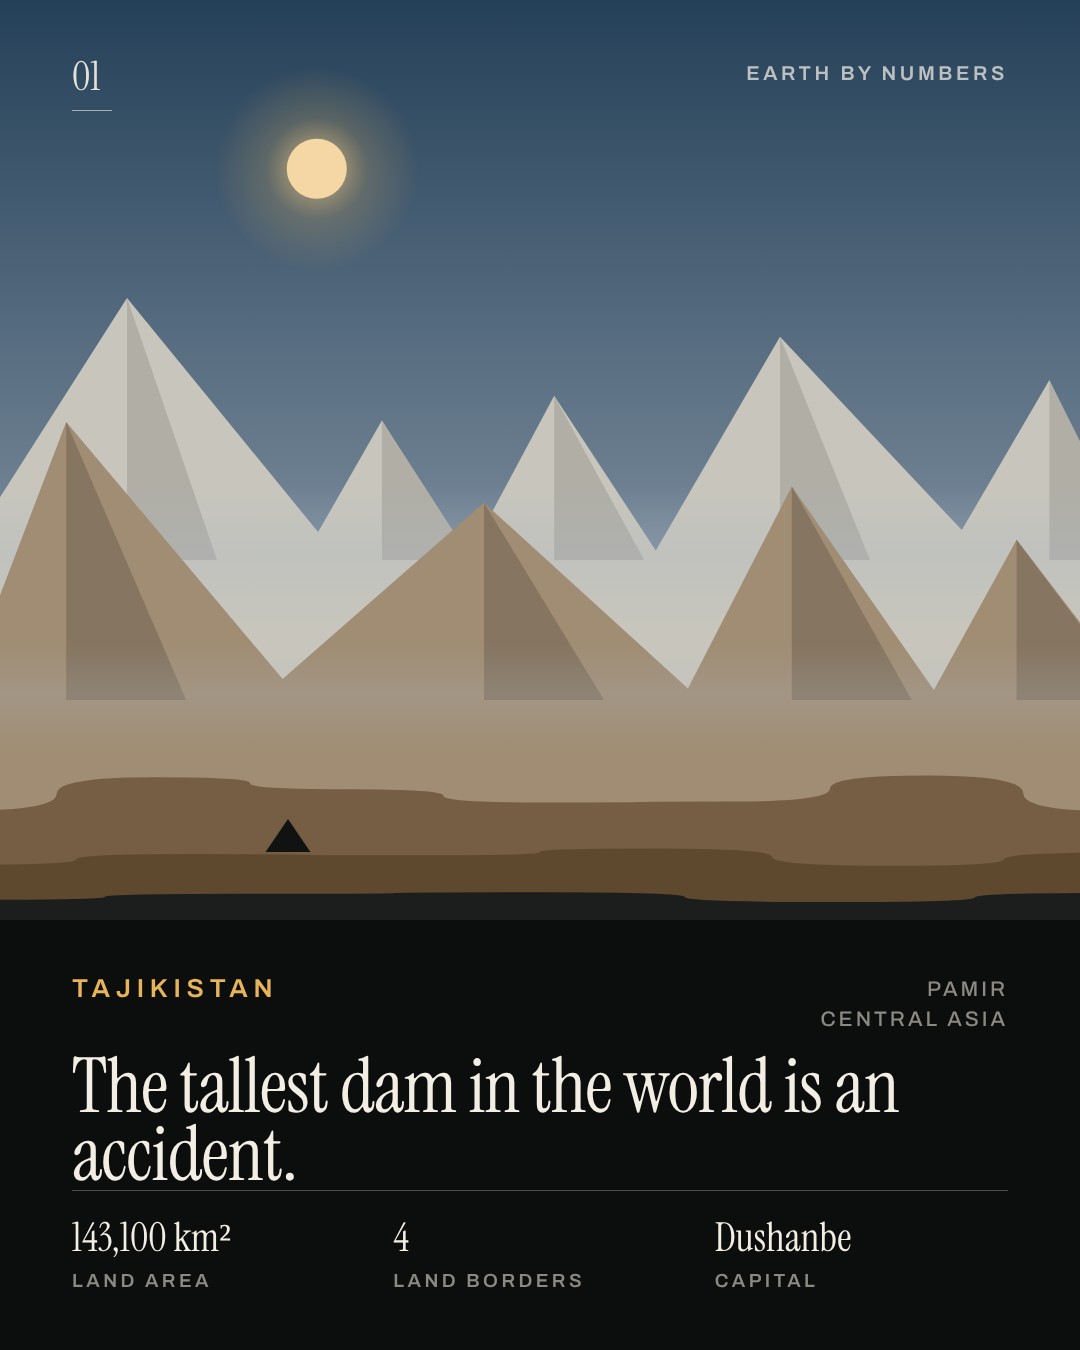 01
EARTH BY NUMBERS
TAJIKISTAN
PAMIR
CENTRAL ASIA
The tallest dam in the world is an
accident.
143,100 km²
LAND AREA
4
LAND BORDERS
Dushanbe
CAPITAL